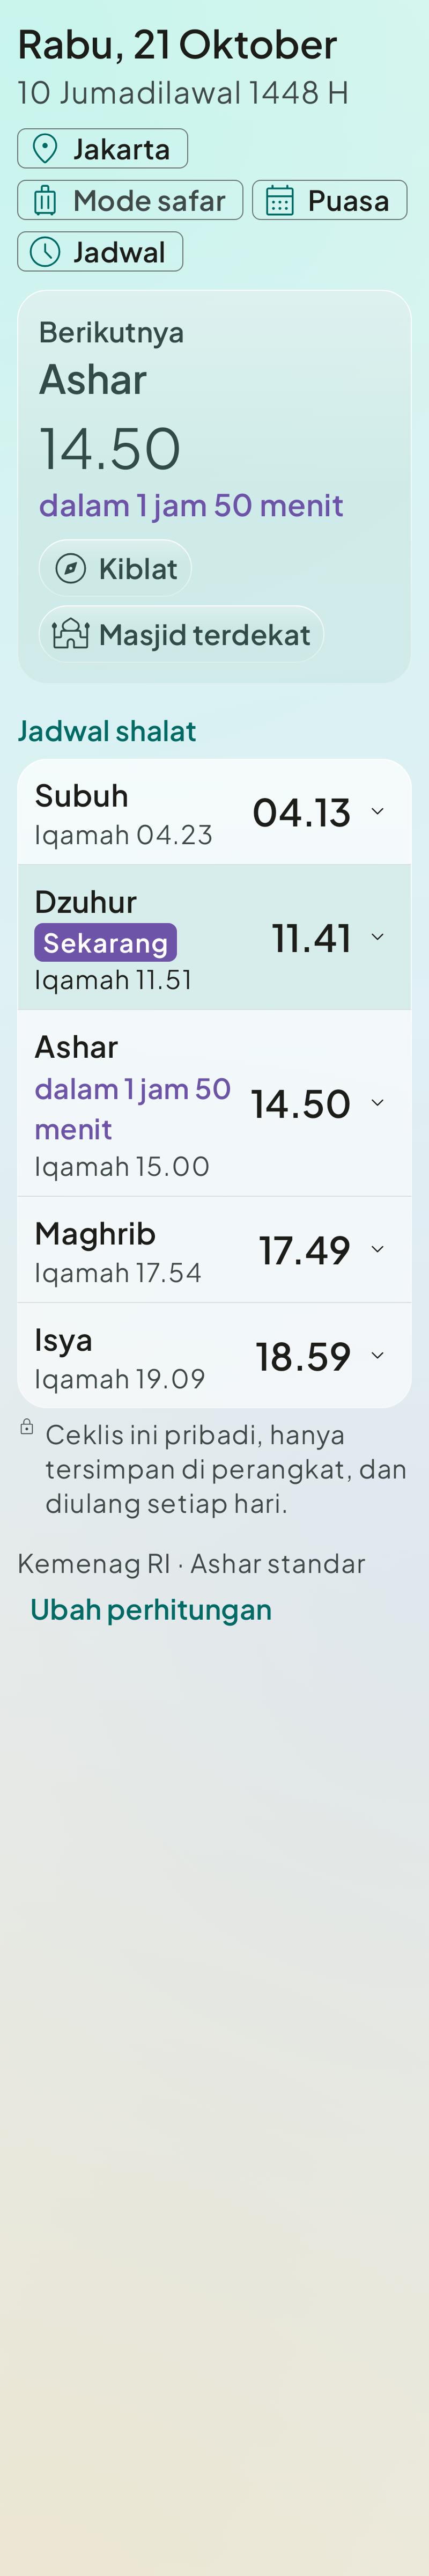 Rabu, 21 Oktober
10 Jumadilawal 1448 H
Jakarta
Mode safar
Puasa
Jadwal
Berikutnya
Ashar
14.50
dalam 1 jam 50 menit
Kiblat
Masjid terdekat
Jadwal shalat
Subuh
Iqamah 04.23
04.13
Dzuhur
Sekarang
Iqamah 11.51
11.41
Ashar
dalam 1 jam 50
menit
Iqamah 15.00
14.50
Maghrib
Iqamah 17.54
17.49
Isya
Iqamah 19.09
18.59
Ceklis ini pribadi, hanya
tersimpan di perangkat, dan
diulang setiap hari.
Kemenag RI · Ashar standar
Ubah perhitungan